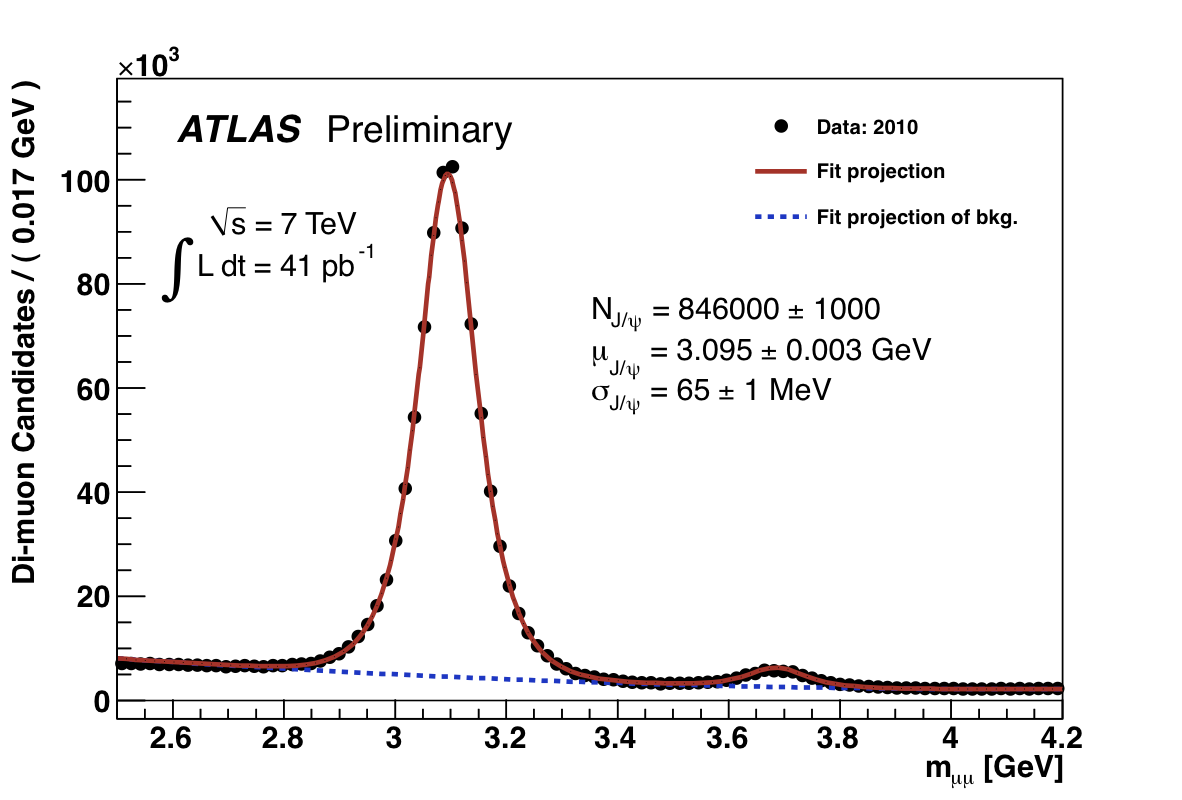 ×10³
Di-muon Candidates / ( 0.017 GeV )
100
80
60
40
20
0
ATLAS Preliminary
√s = 7 TeV
∫ L dt = 41 pb⁻¹
Data: 2010
Fit projection
Fit projection of bkg.
N_J/ψ = 846000 ± 1000
μ_J/ψ = 3.095 ± 0.003 GeV
σ_J/ψ = 65 ± 1 MeV
2.6 2.8 3 3.2 3.4 3.6 3.8 4 4.2
m_μμ [GeV]